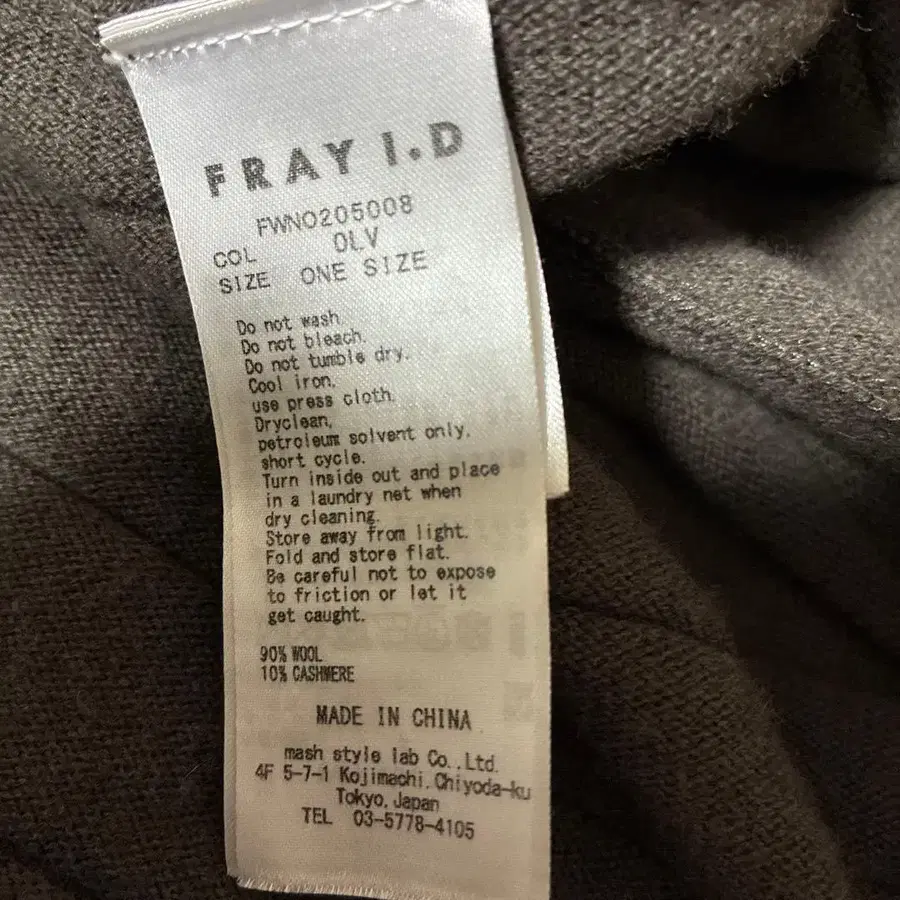 FRAY I.D
FWNO205008
COL OLV
SIZE ONE SIZE
Do not wash.
Do not bleach.
Do not tumble dry.
Cool iron.
use press cloth.
Dryclean,
petroleum solvent only.
short cycle.
Turn inside out and place
in a laundry net when
dry cleaning.
Store away from light.
Fold and store flat.
Be careful not to expose
to friction or let it
get caught.
90% WOOL
10% CASHMERE
MADE IN CHINA
mash style lab Co.,Ltd.
4F 5-7-1 Kojimachi,Chiyoda-ku
Tokyo,Japan
TEL 03-5778-4105